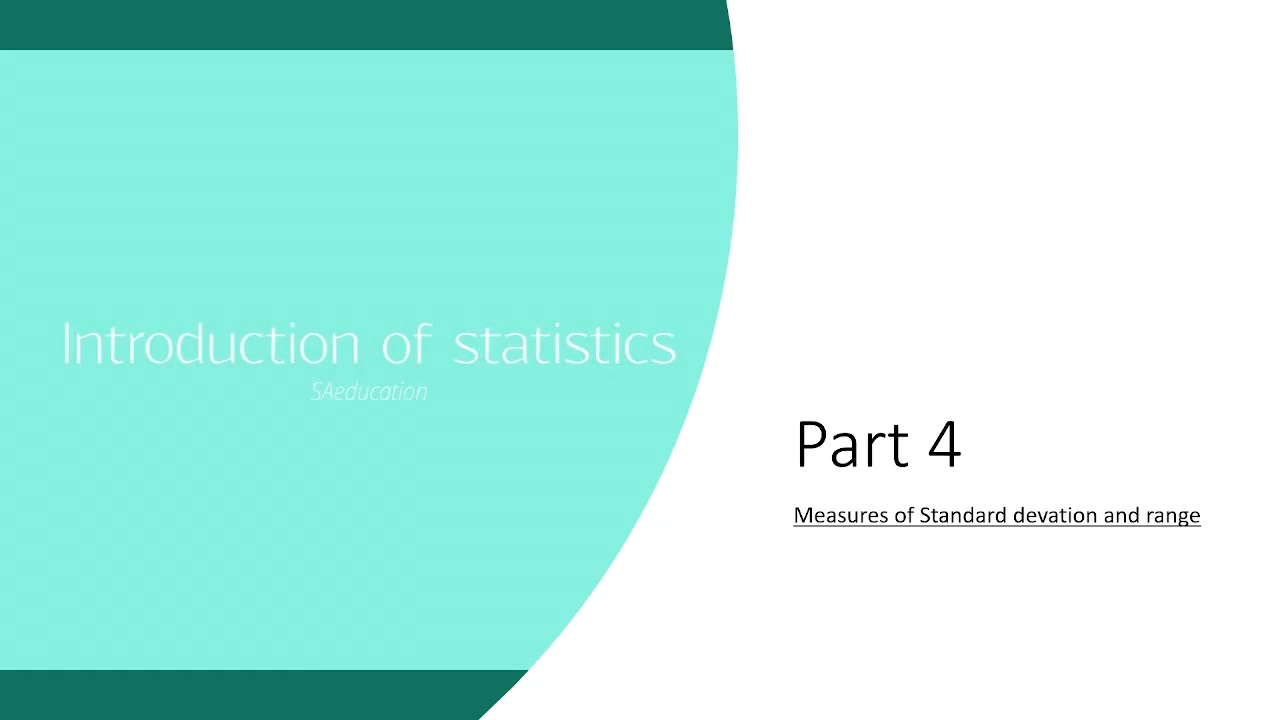 Introduction of statistics
SAeducation
Part 4
Measures of Standard devation and range